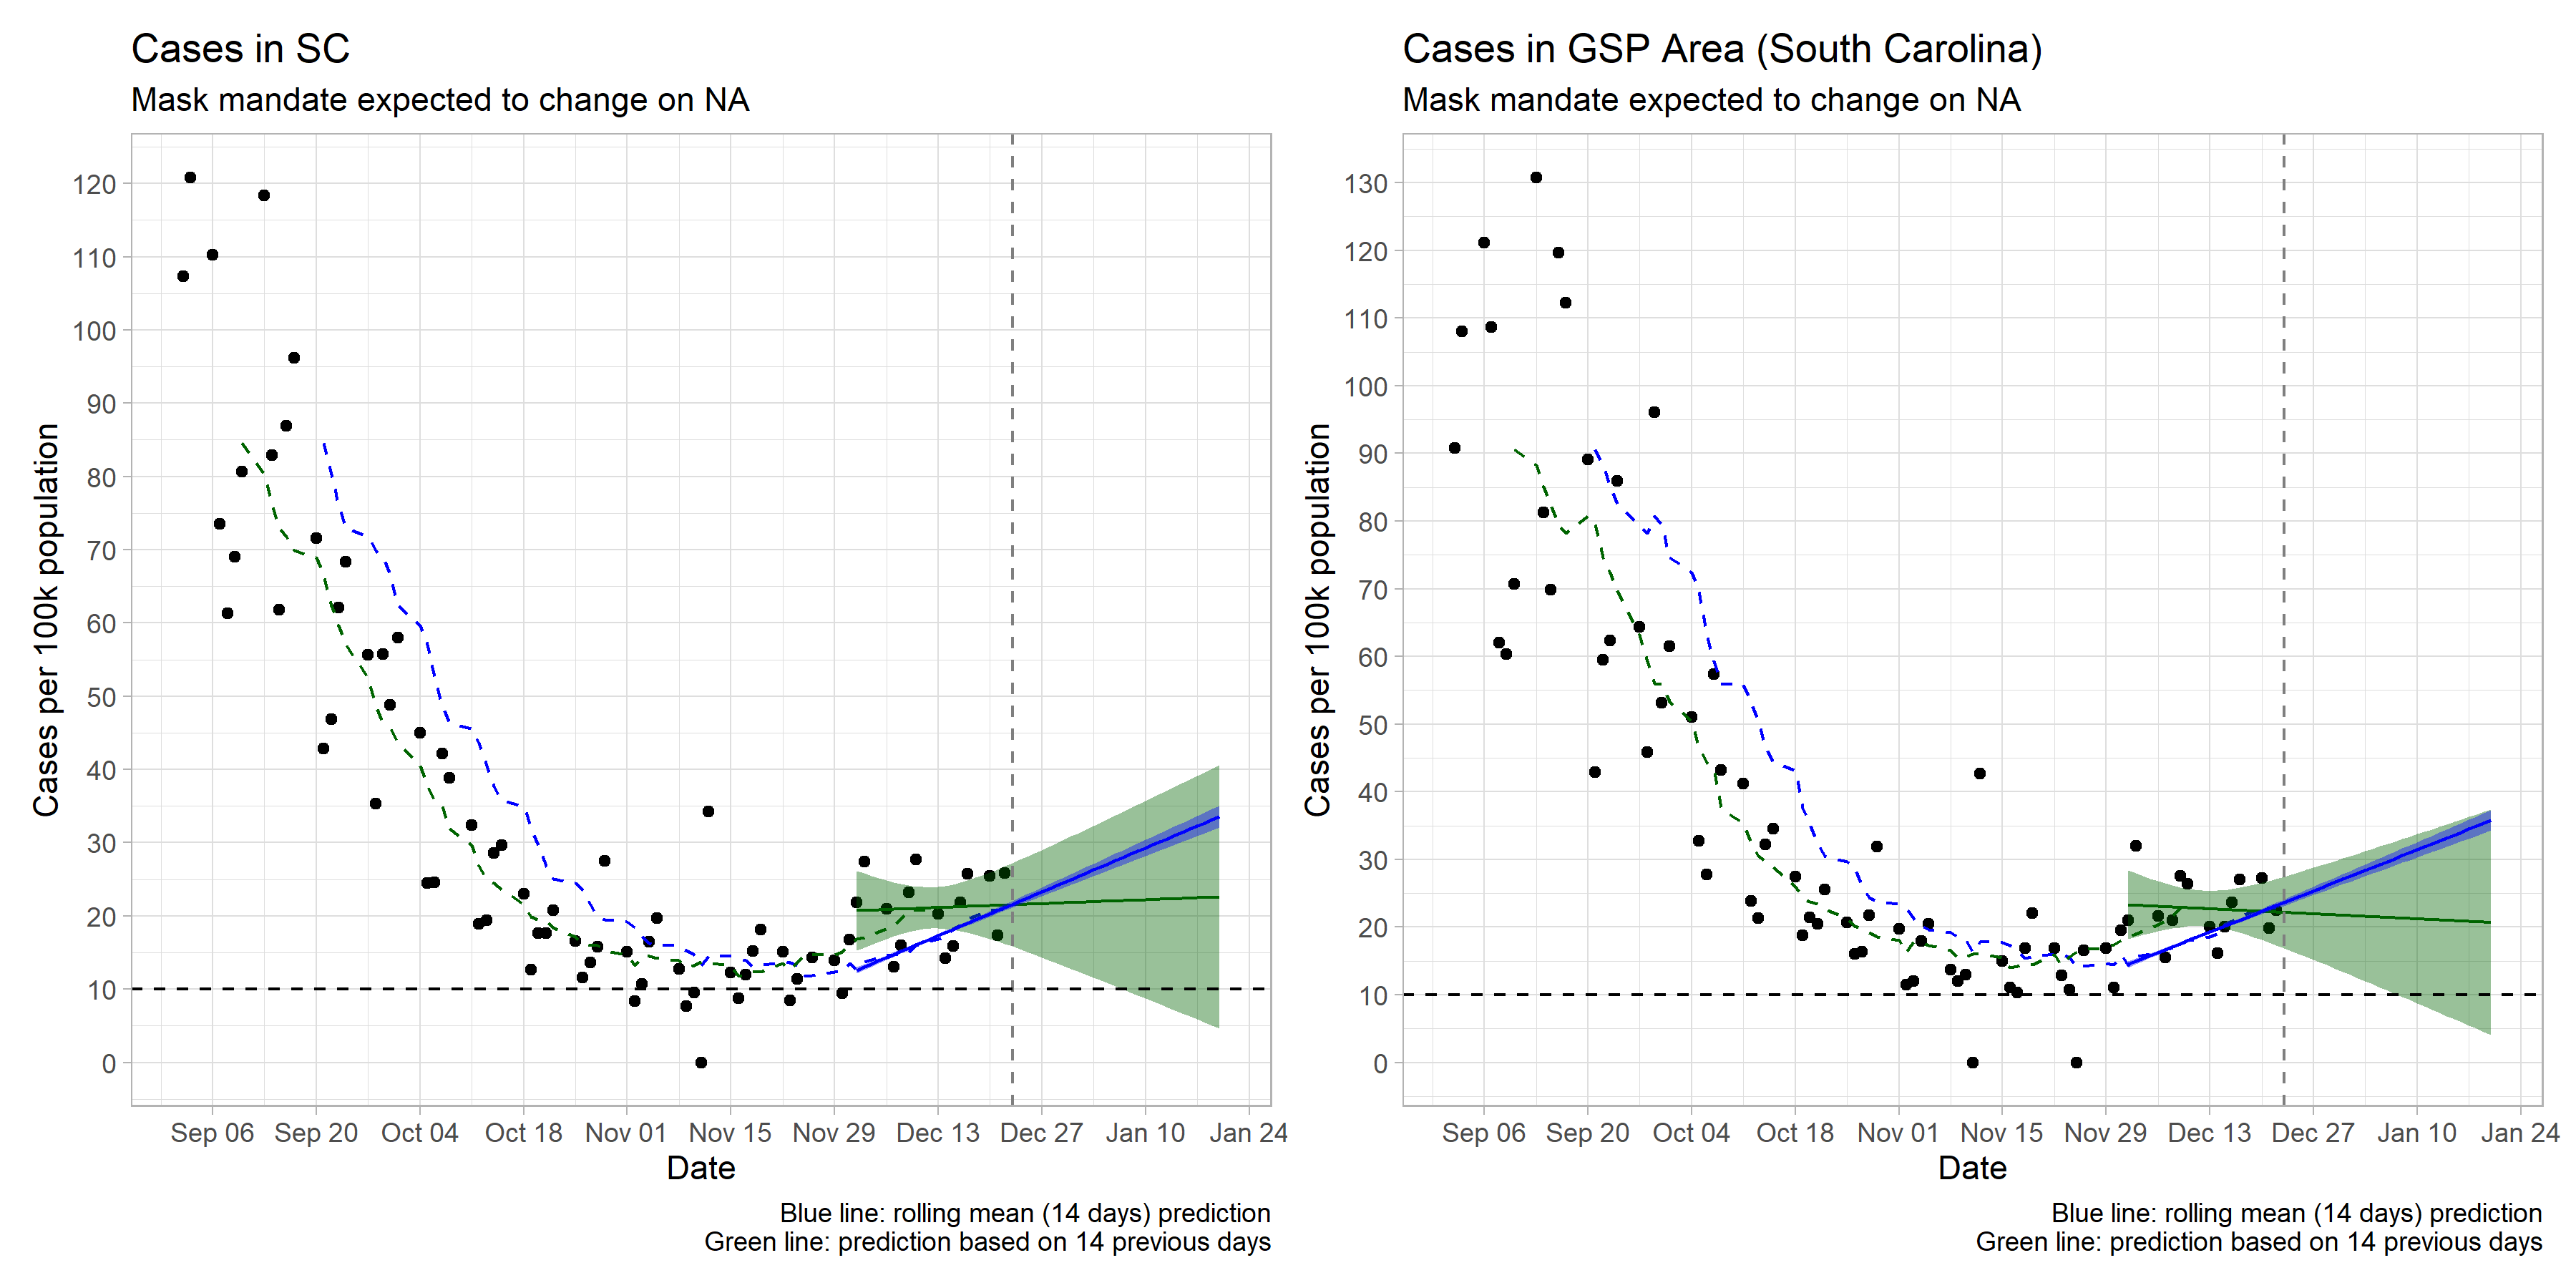 Cases in SC
Mask mandate expected to change on NA
Cases per 100k population
120
110
100
90
80
70
60
50
40
30
20
10
0
Sep 06 Sep 20 Oct 04 Oct 18 Nov 01 Nov 15 Nov 29 Dec 13 Dec 27 Jan 10 Jan 24
Date
Blue line: rolling mean (14 days) prediction
Green line: prediction based on 14 previous days
Cases in GSP Area (South Carolina)
Mask mandate expected to change on NA
Cases per 100k population
130
120
110
100
90
80
70
60
50
40
30
20
10
0
Sep 06 Sep 20 Oct 04 Oct 18 Nov 01 Nov 15 Nov 29 Dec 13 Dec 27 Jan 10 Jan 24
Date
Blue line: rolling mean (14 days) prediction
Green line: prediction based on 14 previous days